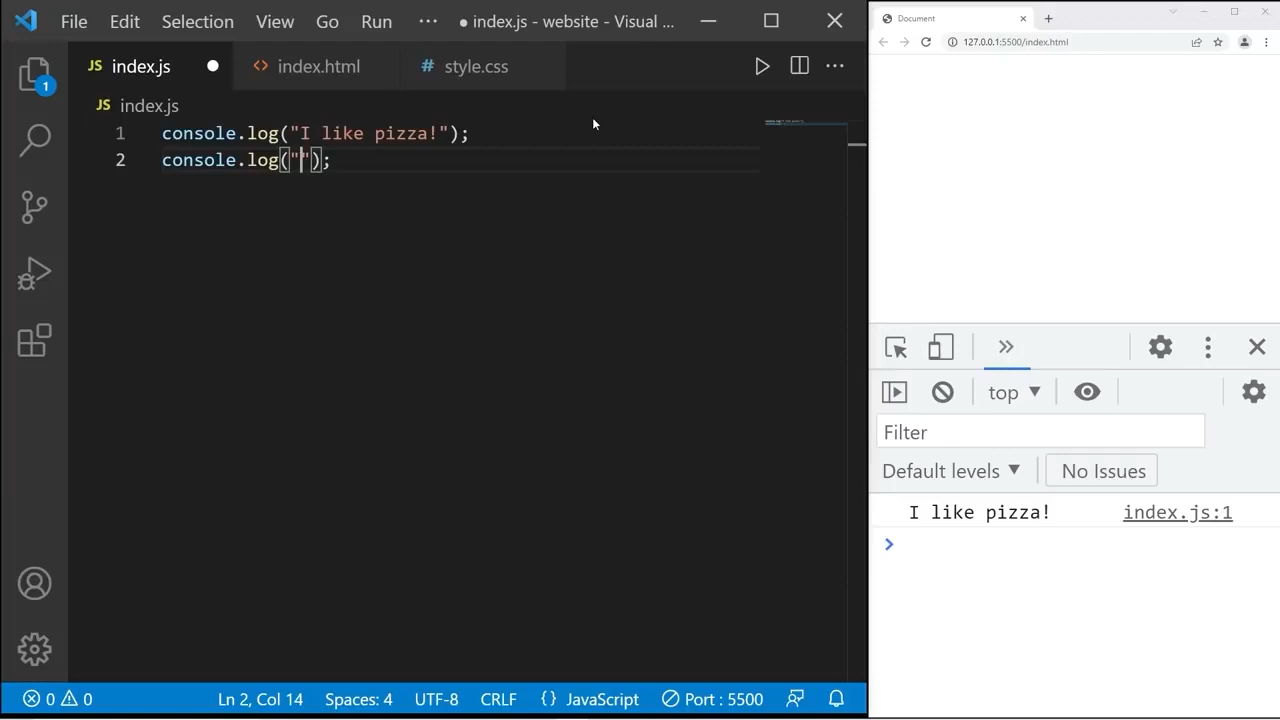 File Edit Selection View Go Run ··· ● index.js - website - Visual ...
JS index.js ● <> index.html # style.css
JS index.js
1 console.log("I like pizza!");
2 console.log("");
1
0 0 Ln 2, Col 14 Spaces: 4 UTF-8 CRLF {} JavaScript Port : 5500
Document
127.0.0.1:5500/index.html
top
Filter
Default levels No Issues
I like pizza! index.js:1